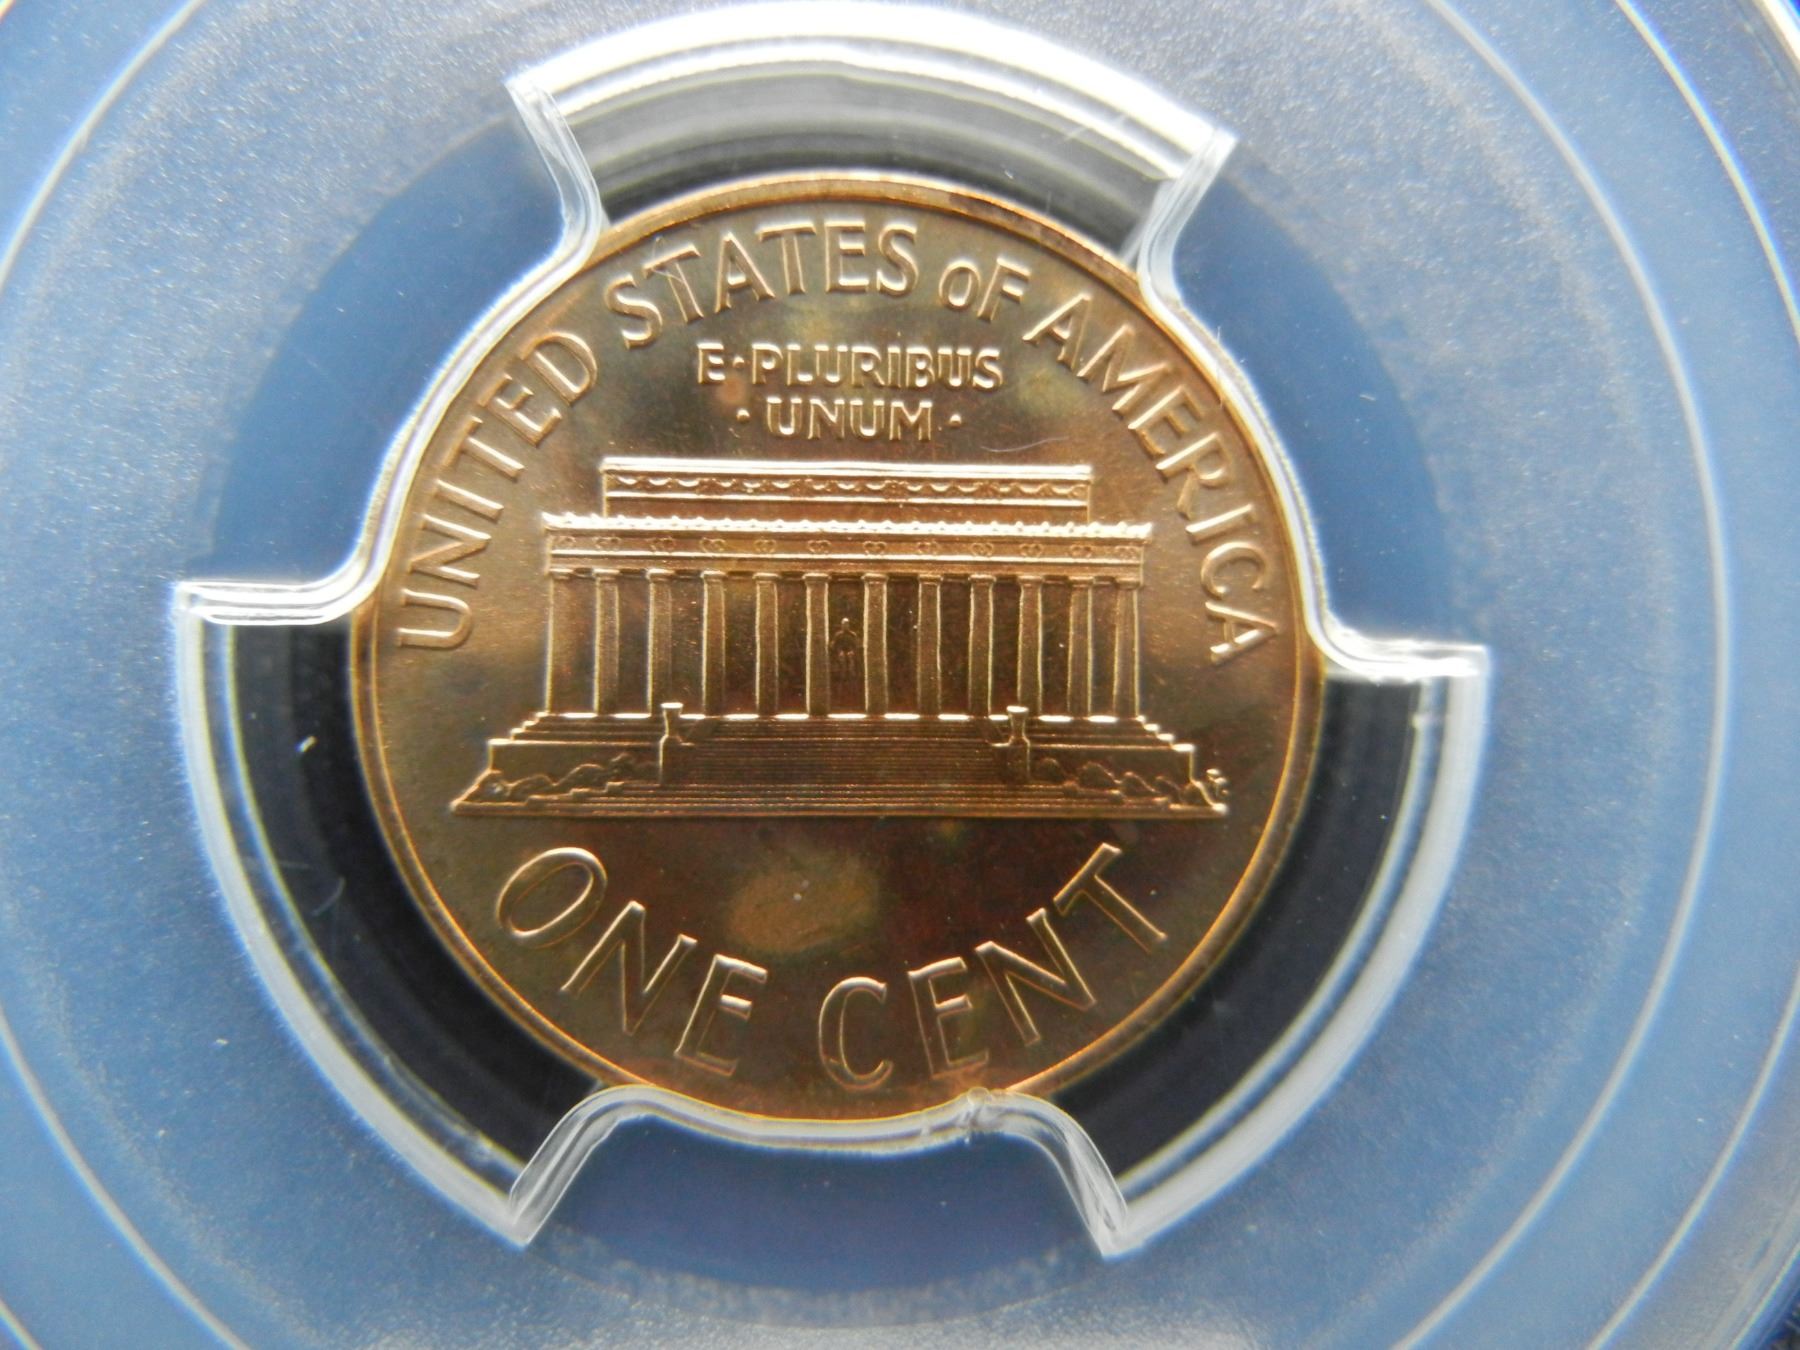 UNITED STATES oF AMERICA
E·PLURIBUS
·UNUM·
ONE CENT